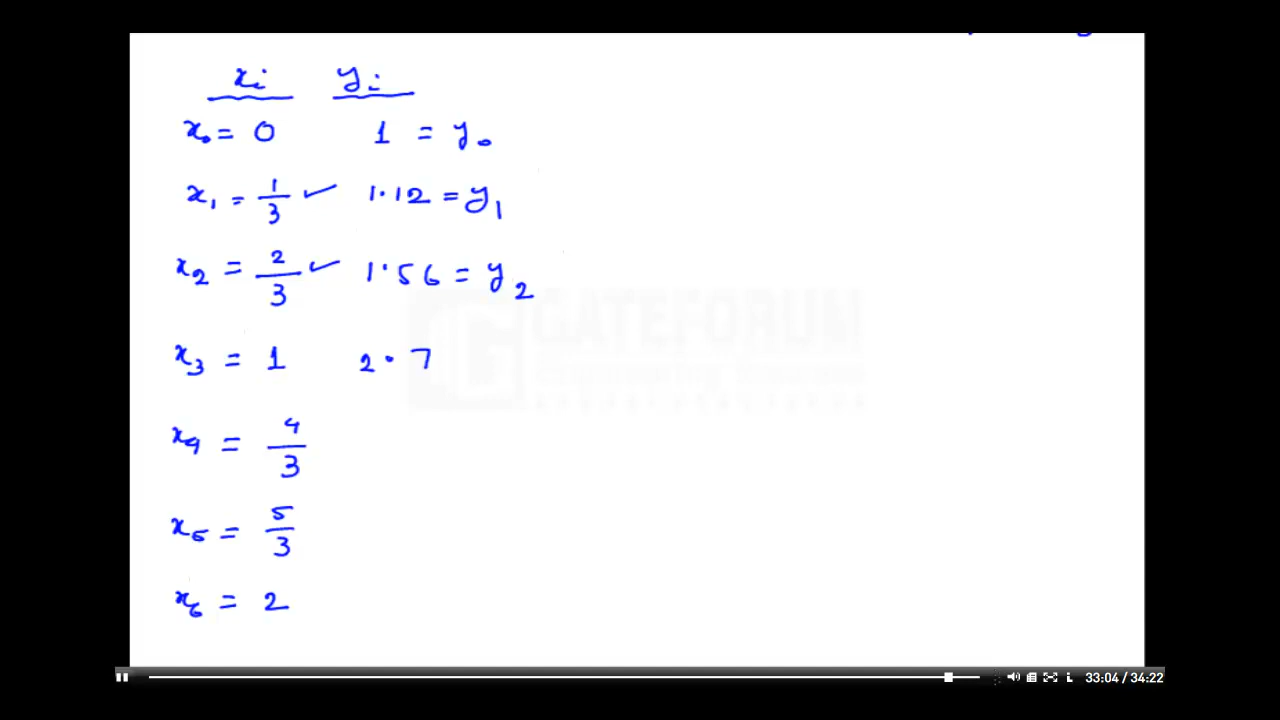 xi yi
x₀ = 0 1 = y₀
x₁ = 1/3 ✓ 1.12 = y₁
x₂ = 2/3 ✓ 1.56 = y₂
GATEFORUM
x₃ = 1 2.7
x₄ = 4/3
x₅ = 5/3
x₆ = 2
33:04 / 34:22